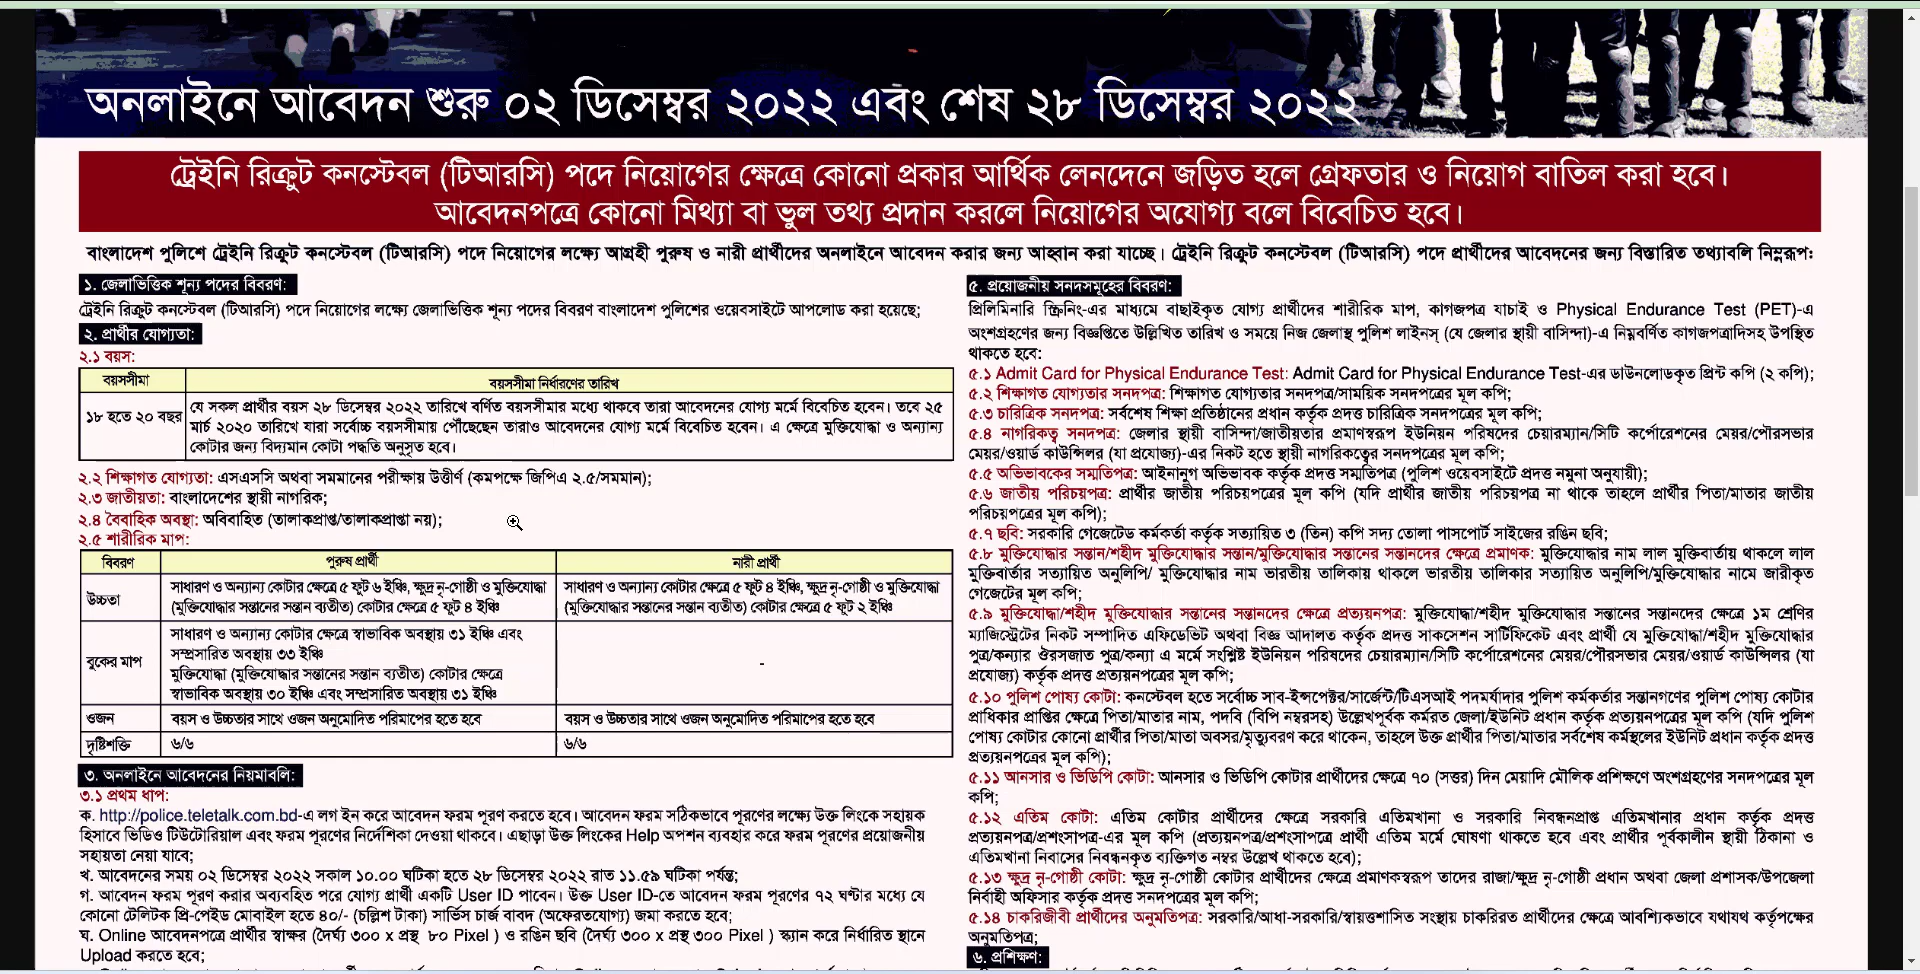 অনলাইনে আবেদন শুরু ০২ ডিসেম্বর ২০২২ এবং শেষ ২৮ ডিসেম্বর ২০২২
ট্রেইনি রিক্রুট কনস্টেবল (টিআরসি) পদে নিয়োগের ক্ষেত্রে কোনো প্রকার আর্থিক লেনদেনে জড়িত হলে গ্রেফতার ও নিয়োগ বাতিল করা হবে।
আবেদনপত্রে কোনো মিথ্যা বা ভুল তথ্য প্রদান করলে নিয়োগের অযোগ্য বলে বিবেচিত হবে।
বাংলাদেশ পুলিশে ট্রেইনি রিক্রুট কনস্টেবল (টিআরসি) পদে নিয়োগের লক্ষ্যে আগ্রহী পুরুষ ও নারী প্রার্থীদের অনলাইনে আবেদন করার জন্য আহ্বান করা যাচ্ছে। ট্রেইনি রিক্রুট কনস্টেবল (টিআরসি) পদে প্রার্থীদের আবেদনের জন্য বিস্তারিত তথ্যাবলি নিম্নরূপ:
১. জেলাভিত্তিক শূন্য পদের বিবরণ:
ট্রেইনি রিক্রুট কনস্টেবল (টিআরসি) পদে নিয়োগের লক্ষ্যে জেলাভিত্তিক শূন্য পদের বিবরণ বাংলাদেশ পুলিশের ওয়েবসাইটে আপলোড করা হয়েছে;
২. প্রার্থীর যোগ্যতা:
২.১ বয়স:
বয়সসীমা
বয়সসীমা নির্ধারণের তারিখ
১৮ হতে ২০ বছর
যে সকল প্রার্থীর বয়স ২৮ ডিসেম্বর ২০২২ তারিখে বর্ণিত বয়সসীমার মধ্যে থাকবে তারা আবেদনের যোগ্য মর্মে বিবেচিত হবেন। তবে ২৫
মার্চ ২০২০ তারিখে যারা সর্বোচ্চ বয়সসীমায় পৌঁছেছেন তারাও আবেদনের যোগ্য মর্মে বিবেচিত হবেন। এ ক্ষেত্রে মুক্তিযোদ্ধা ও অন্যান্য
কোটার জন্য বিদ্যমান কোটা পদ্ধতি অনুসৃত হবে।
২.২ শিক্ষাগত যোগ্যতা: এসএসসি অথবা সমমানের পরীক্ষায় উত্তীর্ণ (কমপক্ষে জিপিএ ২.৫/সমমান);
২.৩ জাতীয়তা: বাংলাদেশের স্থায়ী নাগরিক;
২.৪ বৈবাহিক অবস্থা: অবিবাহিত (তালাকপ্রাপ্ত/তালাকপ্রাপ্তা নয়);
২.৫ শারীরিক মাপ:
বিবরণ
পুরুষ প্রার্থী
নারী প্রার্থী
উচ্চতা
সাধারণ ও অন্যান্য কোটার ক্ষেত্রে ৫ ফুট ৬ ইঞ্চি, ক্ষুদ্র নৃ-গোষ্ঠী ও মুক্তিযোদ্ধা
(মুক্তিযোদ্ধার সন্তানের সন্তান ব্যতীত) কোটার ক্ষেত্রে ৫ ফুট ৪ ইঞ্চি
সাধারণ ও অন্যান্য কোটার ক্ষেত্রে ৫ ফুট ৪ ইঞ্চি, ক্ষুদ্র নৃ-গোষ্ঠী ও মুক্তিযোদ্ধা
(মুক্তিযোদ্ধার সন্তানের সন্তান ব্যতীত) কোটার ক্ষেত্রে ৫ ফুট ২ ইঞ্চি
বুকের মাপ
সাধারণ ও অন্যান্য কোটার ক্ষেত্রে স্বাভাবিক অবস্থায় ৩১ ইঞ্চি এবং
সম্প্রসারিত অবস্থায় ৩৩ ইঞ্চি
মুক্তিযোদ্ধা (মুক্তিযোদ্ধার সন্তানের সন্তান ব্যতীত) কোটার ক্ষেত্রে
স্বাভাবিক অবস্থায় ৩০ ইঞ্চি এবং সম্প্রসারিত অবস্থায় ৩১ ইঞ্চি
-
ওজন
বয়স ও উচ্চতার সাথে ওজন অনুমোদিত পরিমাপের হতে হবে
বয়স ও উচ্চতার সাথে ওজন অনুমোদিত পরিমাপের হতে হবে
দৃষ্টিশক্তি
৬/৬
৬/৬
৩. অনলাইনে আবেদনের নিয়মাবলি:
৩.১ প্রথম ধাপ:
ক. http://police.teletalk.com.bd-এ লগ ইন করে আবেদন ফরম পূরণ করতে হবে। আবেদন ফরম সঠিকভাবে পূরণের লক্ষ্যে উক্ত লিংকে সহায়ক
হিসাবে ভিডিও টিউটোরিয়াল এবং ফরম পূরণের নির্দেশিকা দেওয়া থাকবে। এছাড়া উক্ত লিংকের Help অপশন ব্যবহার করে ফরম পূরণের প্রয়োজনীয়
সহায়তা নেয়া যাবে;
খ. আবেদনের সময় ০২ ডিসেম্বর ২০২২ সকাল ১০.০০ ঘটিকা হতে ২৮ ডিসেম্বর ২০২২ রাত ১১.৫৯ ঘটিকা পর্যন্ত;
গ. আবেদন ফরম পূরণ করার অব্যবহিত পরে যোগ্য প্রার্থী একটি User ID পাবেন। উক্ত User ID-তে আবেদন ফরম পূরণের ৭২ ঘণ্টার মধ্যে যে
কোনো টেলিটক প্রি-পেইড মোবাইল হতে ৪০/- (চল্লিশ টাকা) সার্ভিস চার্জ বাবদ (অফেরতযোগ্য) জমা করতে হবে;
ঘ. Online আবেদনপত্রে প্রার্থীর স্বাক্ষর (দৈর্ঘ্য ৩০০ x প্রস্থ ৮০ Pixel ) ও রঙিন ছবি (দৈর্ঘ্য ৩০০ x প্রস্থ ৩০০ Pixel ) স্ক্যান করে নির্ধারিত স্থানে
Upload করতে হবে;
৫. প্রয়োজনীয় সনদসমূহের বিবরণ:
প্রিলিমিনারি স্ক্রিনিং-এর মাধ্যমে বাছাইকৃত যোগ্য প্রার্থীদের শারীরিক মাপ, কাগজপত্র যাচাই ও Physical Endurance Test (PET)-এ
অংশগ্রহণের জন্য বিজ্ঞপ্তিতে উল্লিখিত তারিখ ও সময়ে নিজ জেলাস্থ পুলিশ লাইনস্ (যে জেলার স্থায়ী বাসিন্দা)-এ নিম্নবর্ণিত কাগজপত্রাদিসহ উপস্থিত
থাকতে হবে:
৫.১ Admit Card for Physical Endurance Test: Admit Card for Physical Endurance Test-এর ডাউনলোডকৃত প্রিন্ট কপি (২ কপি);
৫.২ শিক্ষাগত যোগ্যতার সনদপত্র: শিক্ষাগত যোগ্যতার সনদপত্র/সাময়িক সনদপত্রের মূল কপি;
৫.৩ চারিত্রিক সনদপত্র: সর্বশেষ শিক্ষা প্রতিষ্ঠানের প্রধান কর্তৃক প্রদত্ত চারিত্রিক সনদপত্রের মূল কপি;
৫.৪ নাগরিকত্ব সনদপত্র: জেলার স্থায়ী বাসিন্দা/জাতীয়তার প্রমাণস্বরূপ ইউনিয়ন পরিষদের চেয়ারম্যান/সিটি কর্পোরেশনের মেয়র/পৌরসভার
মেয়র/ওয়ার্ড কাউন্সিলর (যা প্রযোজ্য)-এর নিকট হতে স্থায়ী নাগরিকত্বের সনদপত্রের মূল কপি;
৫.৫ অভিভাবকের সম্মতিপত্র: আইনানুগ অভিভাবক কর্তৃক প্রদত্ত সম্মতিপত্র (পুলিশ ওয়েবসাইটে প্রদত্ত নমুনা অনুযায়ী);
৫.৬ জাতীয় পরিচয়পত্র: প্রার্থীর জাতীয় পরিচয়পত্রের মূল কপি (যদি প্রার্থীর জাতীয় পরিচয়পত্র না থাকে তাহলে প্রার্থীর পিতা/মাতার জাতীয়
পরিচয়পত্রের মূল কপি);
৫.৭ ছবি: সরকারি গেজেটেড কর্মকর্তা কর্তৃক সত্যায়িত ৩ (তিন) কপি সদ্য তোলা পাসপোর্ট সাইজের রঙিন ছবি;
৫.৮ মুক্তিযোদ্ধার সন্তান/শহীদ মুক্তিযোদ্ধার সন্তান/মুক্তিযোদ্ধার সন্তানের সন্তানদের ক্ষেত্রে প্রমাণক: মুক্তিযোদ্ধার নাম লাল মুক্তিবার্তায় থাকলে লাল
মুক্তিবার্তার সত্যায়িত অনুলিপি/ মুক্তিযোদ্ধার নাম ভারতীয় তালিকায় থাকলে ভারতীয় তালিকার সত্যায়িত অনুলিপি/মুক্তিযোদ্ধার নামে জারীকৃত
গেজেটের মূল কপি;
৫.৯ মুক্তিযোদ্ধা/শহীদ মুক্তিযোদ্ধার সন্তানের সন্তানদের ক্ষেত্রে প্রত্যয়নপত্র: মুক্তিযোদ্ধা/শহীদ মুক্তিযোদ্ধার সন্তানের সন্তানদের ক্ষেত্রে ১ম শ্রেণির
ম্যাজিস্ট্রেটের নিকট সম্পাদিত এফিডেভিট অথবা বিজ্ঞ আদালত কর্তৃক প্রদত্ত সাকসেশন সার্টিফিকেট এবং প্রার্থী যে মুক্তিযোদ্ধা/শহীদ মুক্তিযোদ্ধার
পুত্র/কন্যার ঔরসজাত পুত্র/কন্যা এ মর্মে সংশ্লিষ্ট ইউনিয়ন পরিষদের চেয়ারম্যান/সিটি কর্পোরেশনের মেয়র/পৌরসভার মেয়র/ওয়ার্ড কাউন্সিলর (যা
প্রযোজ্য) কর্তৃক প্রদত্ত প্রত্যয়নপত্রের মূল কপি;
৫.১০ পুলিশ পোষ্য কোটা: কনস্টেবল হতে সর্বোচ্চ সাব-ইন্সপেক্টর/সার্জেন্ট/টিএসআই পদমর্যাদার পুলিশ কর্মকর্তার সন্তানগণের পুলিশ পোষ্য কোটার
প্রাধিকার প্রাপ্তির ক্ষেত্রে পিতা/মাতার নাম, পদবি (বিপি নম্বরসহ) উল্লেখপূর্বক কর্মরত জেলা/ইউনিট প্রধান কর্তৃক প্রত্যয়নপত্রের মূল কপি (যদি পুলিশ
পোষ্য কোটার কোনো প্রার্থীর পিতা/মাতা অবসর/মৃত্যুবরণ করে থাকেন, তাহলে উক্ত প্রার্থীর পিতা/মাতার সর্বশেষ কর্মস্থলের ইউনিট প্রধান কর্তৃক প্রদত্ত
প্রত্যয়নপত্রের মূল কপি);
৫.১১ আনসার ও ভিডিপি কোটা: আনসার ও ভিডিপি কোটার প্রার্থীদের ক্ষেত্রে ৭০ (সত্তর) দিন মেয়াদি মৌলিক প্রশিক্ষণে অংশগ্রহণের সনদপত্রের মূল
কপি;
৫.১২ এতিম কোটা: এতিম কোটার প্রার্থীদের ক্ষেত্রে সরকারি এতিমখানা ও সরকারি নিবন্ধনপ্রাপ্ত এতিমখানার প্রধান কর্তৃক প্রদত্ত
প্রত্যয়নপত্র/প্রশংসাপত্র-এর মূল কপি (প্রত্যয়নপত্র/প্রশংসাপত্রে প্রার্থী এতিম মর্মে ঘোষণা থাকতে হবে এবং প্রার্থীর পূর্বকালীন স্থায়ী ঠিকানা ও
এতিমখানা নিবাসের নিবন্ধনকৃত ব্যক্তিগত নম্বর উল্লেখ থাকতে হবে);
৫.১৩ ক্ষুদ্র নৃ-গোষ্ঠী কোটা: ক্ষুদ্র নৃ-গোষ্ঠী কোটার প্রার্থীদের ক্ষেত্রে প্রমাণকস্বরূপ তাদের রাজা/ক্ষুদ্র নৃ-গোষ্ঠী প্রধান অথবা জেলা প্রশাসক/উপজেলা
নির্বাহী অফিসার কর্তৃক প্রদত্ত সনদপত্রের মূল কপি;
৫.১৪ চাকরিজীবী প্রার্থীদের অনুমতিপত্র: সরকারি/আধা-সরকারি/স্বায়ত্তশাসিত সংস্থায় চাকরিরত প্রার্থীদের ক্ষেত্রে আবশ্যিকভাবে যথাযথ কর্তৃপক্ষের
অনুমতিপত্র;
৬. প্রশিক্ষণ: